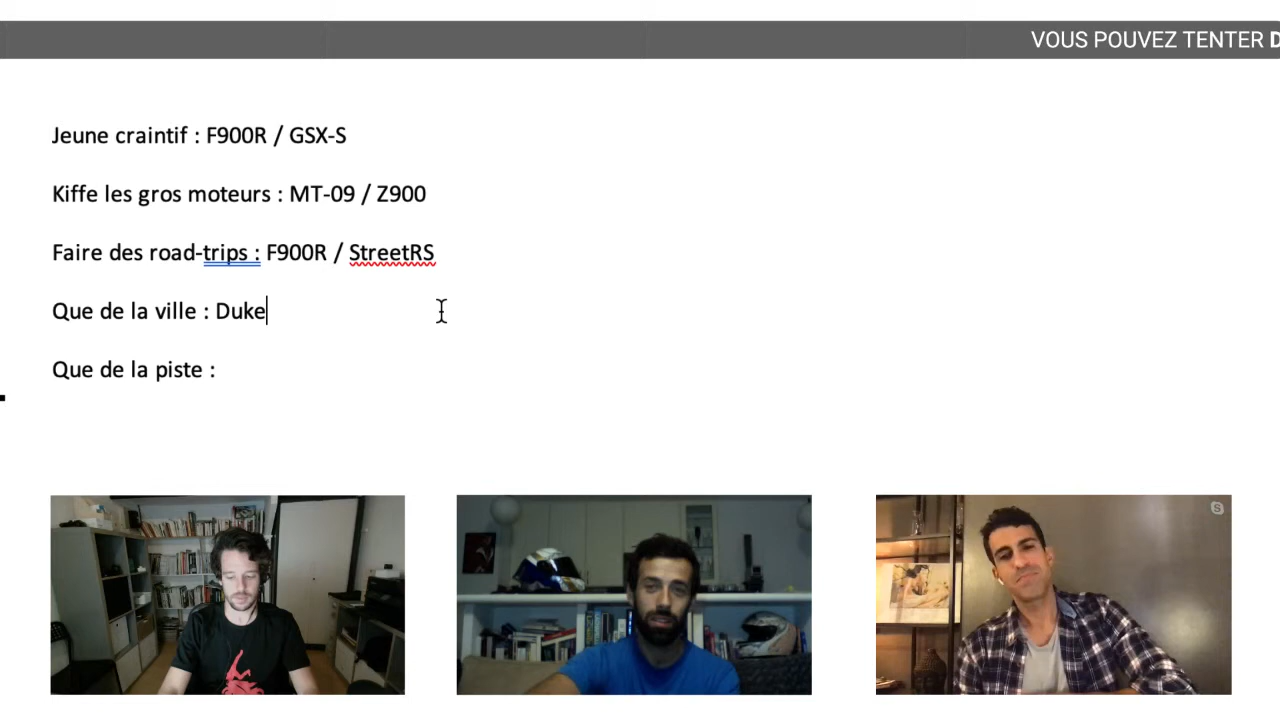 VOUS POUVEZ TENTER D
Jeune craintif : F900R / GSX-S
Kiffe les gros moteurs : MT-09 / Z900
Faire des road-trips : F900R / StreetRS
Que de la ville : Duke
Que de la piste :